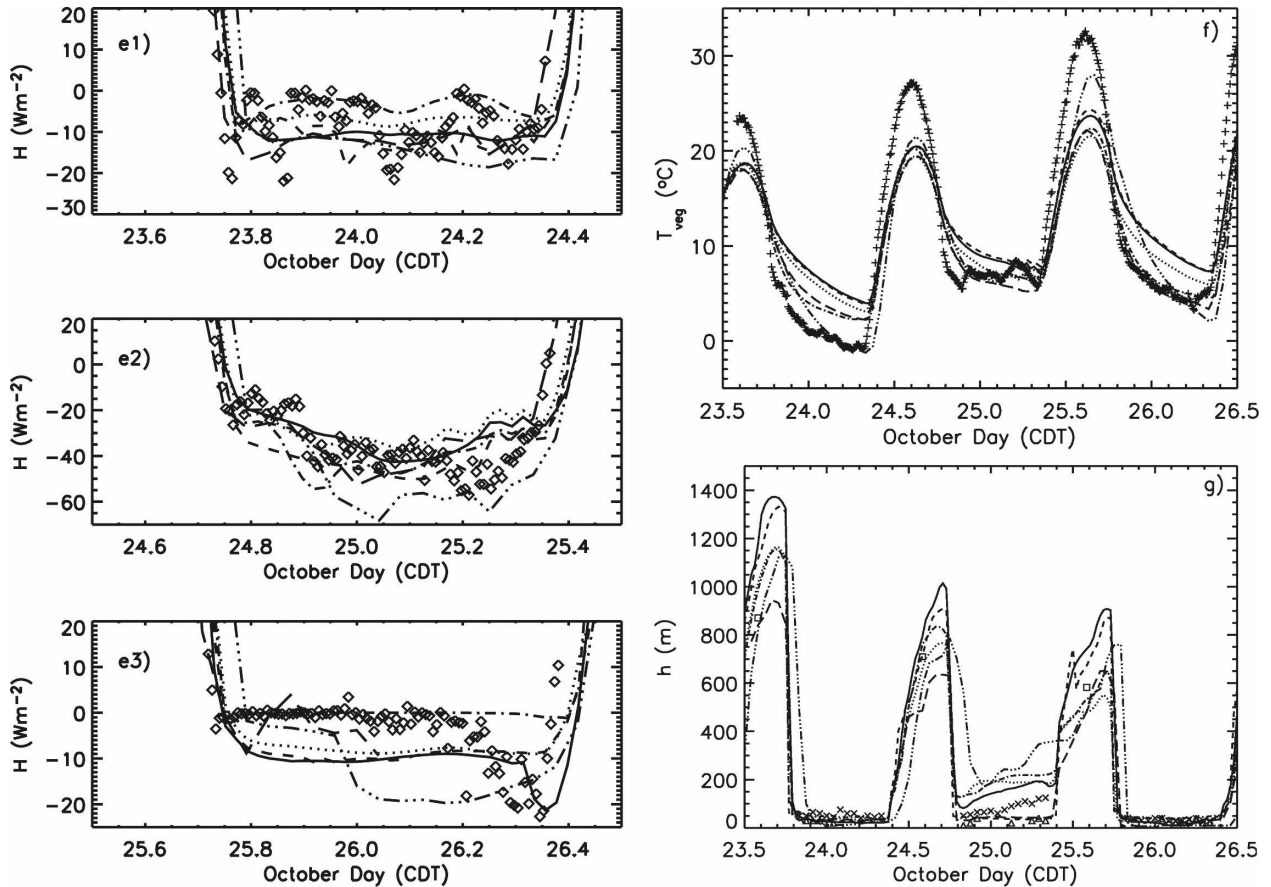 20
10
0
-10
-20
-30
H (Wm-2)
e1)
23.6 23.8 24.0 24.2 24.4
October Day (CDT)
20
0
-20
-40
-60
H (Wm-2)
e2)
24.6 24.8 25.0 25.2 25.4
October Day (CDT)
20
10
0
-10
-20
H (Wm-2)
e3)
25.6 25.8 26.0 26.2 26.4
October Day (CDT)
f)
30
20
10
0
Tveg (ºC)
23.5 24.0 24.5 25.0 25.5 26.0 26.5
October Day (CDT)
g)
1400
1200
1000
800
600
400
200
0
h (m)
23.5 24.0 24.5 25.0 25.5 26.0 26.5
October Day (CDT)